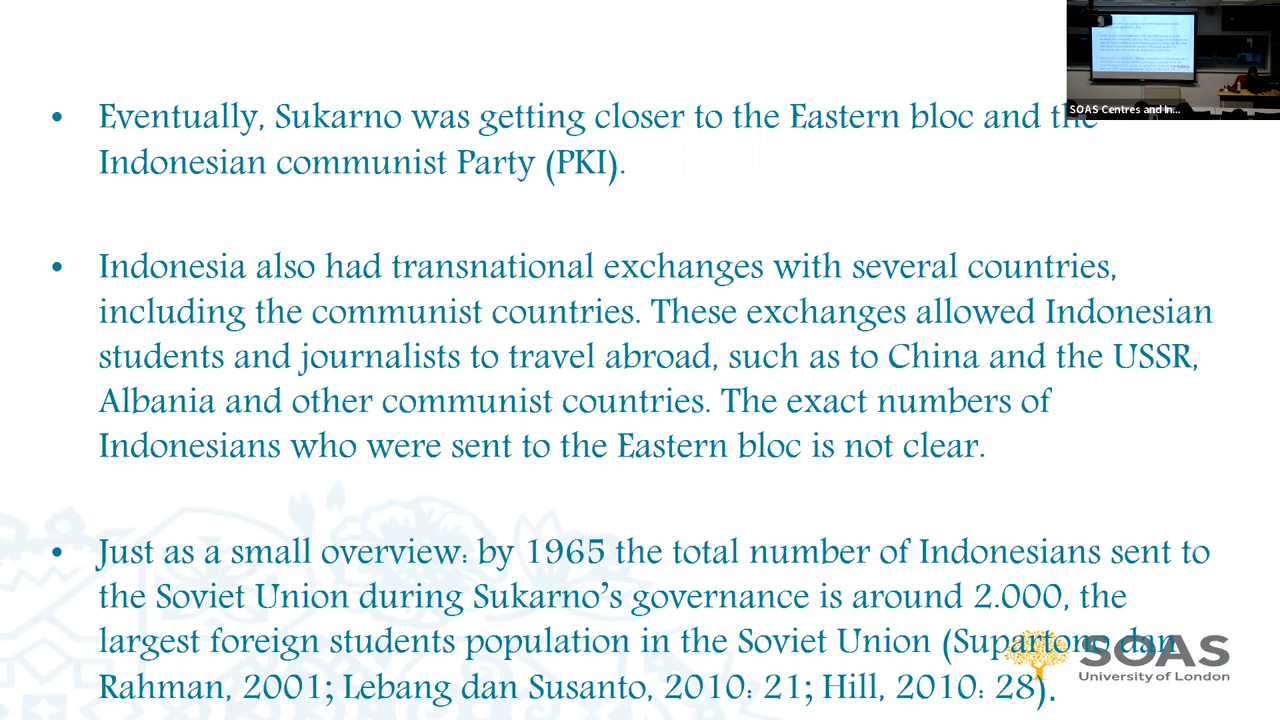 • Eventually, Sukarno was getting closer to the Eastern bloc and the
Indonesian communist Party (PKI).
• Indonesia also had transnational exchanges with several countries,
including the communist countries. These exchanges allowed Indonesian
students and journalists to travel abroad, such as to China and the USSR,
Albania and other communist countries. The exact numbers of
Indonesians who were sent to the Eastern bloc is not clear.
• Just as a small overview: by 1965 the total number of Indonesians sent to
the Soviet Union during Sukarno's governance is around 2.000, the
largest foreign students population in the Soviet Union (Supartono dan
Rahman, 2001; Lebang dan Susanto, 2010: 21; Hill, 2010: 28).
SOAS Centres and In...
SOAS
University of London